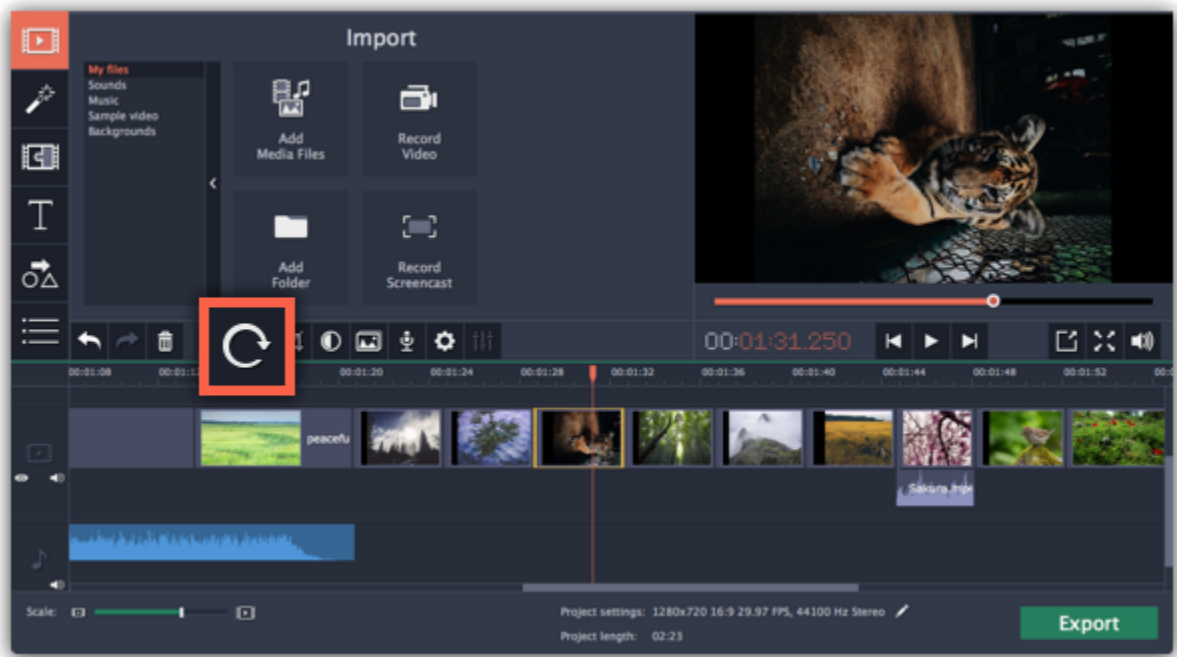 Import
My files
Sounds
Music
Sample video
Backgrounds
Add
Media Files
Record
Video
Add
Folder
Record
Screencast
T
00:01:31.250
00:01:08
00:01:20
00:01:24
00:01:28
00:01:32
00:01:36
00:01:40
00:01:44
00:01:48
00:01:52
peacefu
Scale:
Project settings: 1280x720 16:9 29.97 FPS, 44100 Hz Stereo
Project length: 02:23
Export